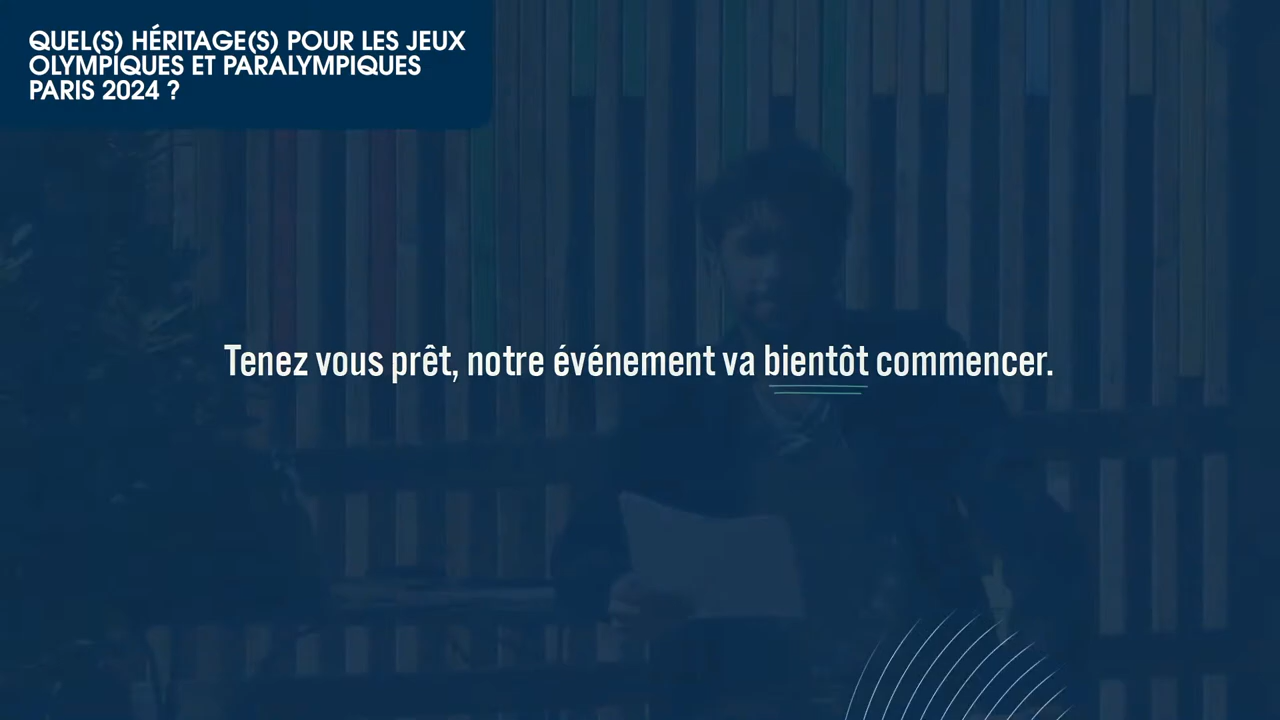 QUEL(S) HÉRITAGE(S) POUR LES JEUX
OLYMPIQUES ET PARALYMPIQUES
PARIS 2024 ?
Tenez vous prêt, notre événement va bientôt commencer.